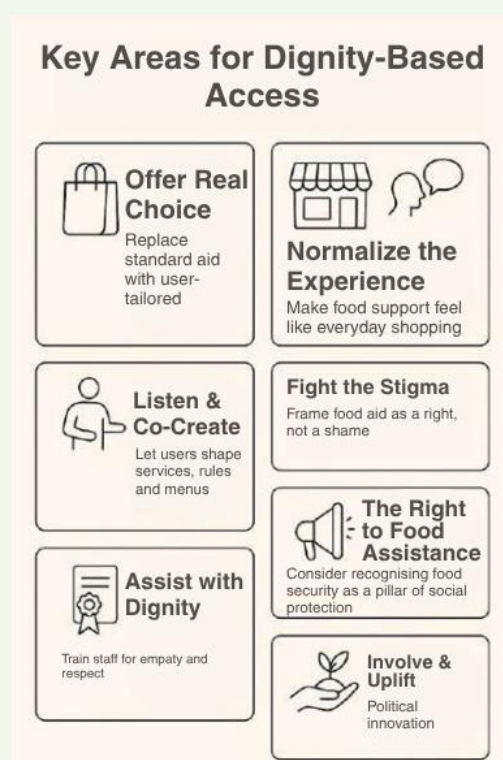 Key Areas for Dignity-Based
Access
Offer Real
Choice
Replace
standard aid
with user-
tailored
Normalize the
Experience
Make food support feel
like everyday shopping
Listen &
Co-Create
Let users shape
services, rules
and menus
Fight the Stigma
Frame food aid as a right,
not a shame
The Right
to Food
Assistance
Consider recognising food
security as a pillar of social
protection
Assist with
Dignity
Train staff for empaty and
respect
Involve &
Uplift
Political
innovation